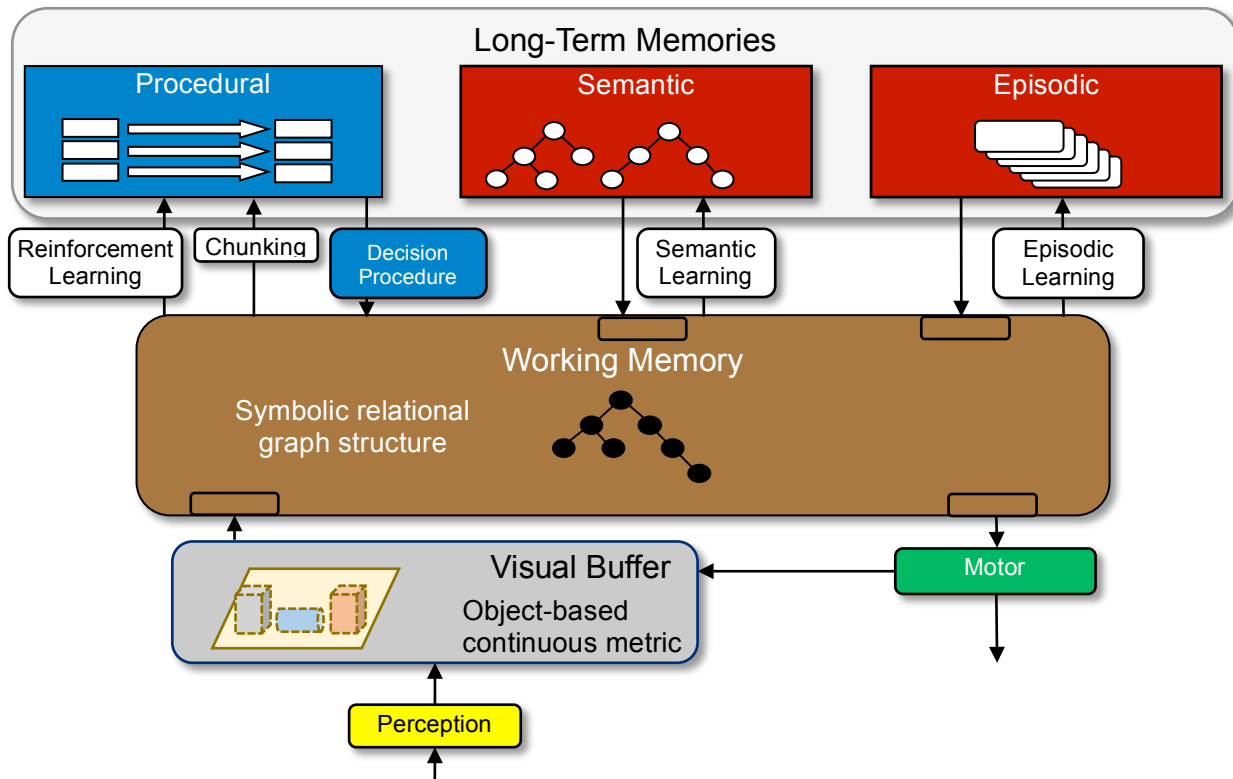 Long-Term Memories
Procedural
Semantic
Episodic
Reinforcement
Learning
Chunking
Decision
Procedure
Semantic
Learning
Episodic
Learning
Working Memory
Symbolic relational
graph structure
Visual Buffer
Object-based
continuous metric
Motor
Perception